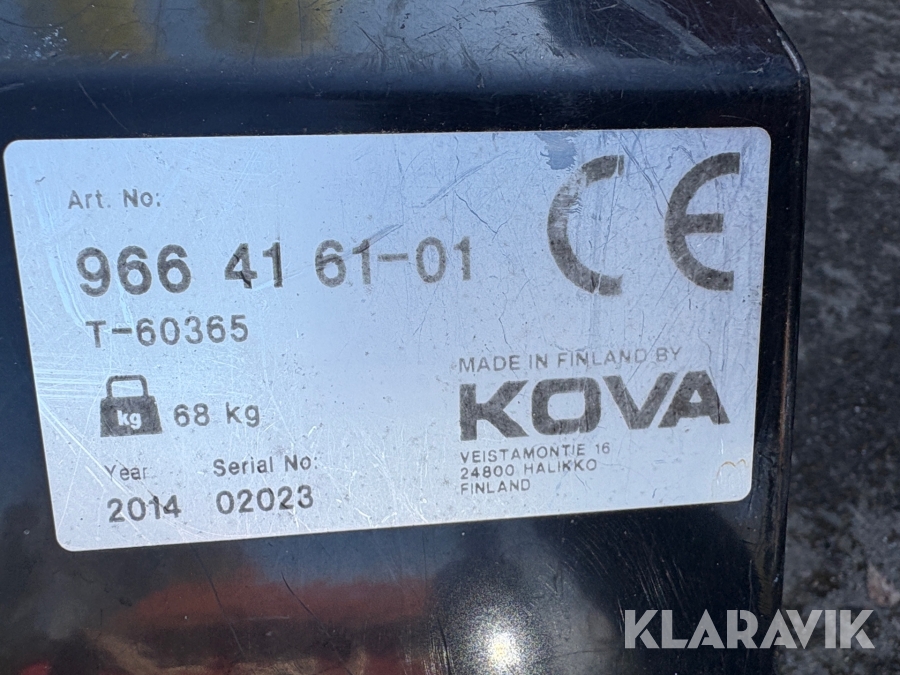 Art. No:
966 41 61-01
T-60365
kg 68 kg
Year Serial No:
2014 02023
CE
MADE IN FINLAND BY
KOVA
VEISTAMONTIE 16
24800 HALIKKO
FINLAND
KLARAVIK